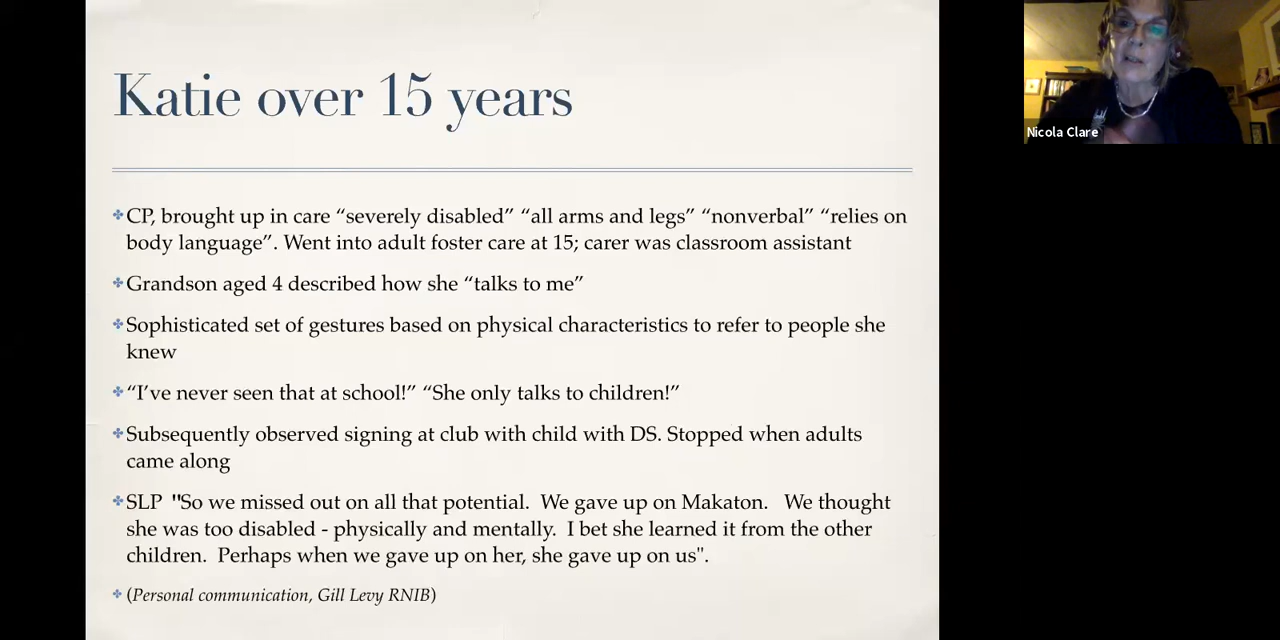 Katie over 15 years
Nicola Clare
CP, brought up in care “severely disabled” “all arms and legs” “nonverbal” “relies on
body language”. Went into adult foster care at 15; carer was classroom assistant
Grandson aged 4 described how she “talks to me”
Sophisticated set of gestures based on physical characteristics to refer to people she
knew
“I’ve never seen that at school!” “She only talks to children!”
Subsequently observed signing at club with child with DS. Stopped when adults
came along
SLP "So we missed out on all that potential. We gave up on Makaton. We thought
she was too disabled - physically and mentally. I bet she learned it from the other
children. Perhaps when we gave up on her, she gave up on us".
(Personal communication, Gill Levy RNIB)